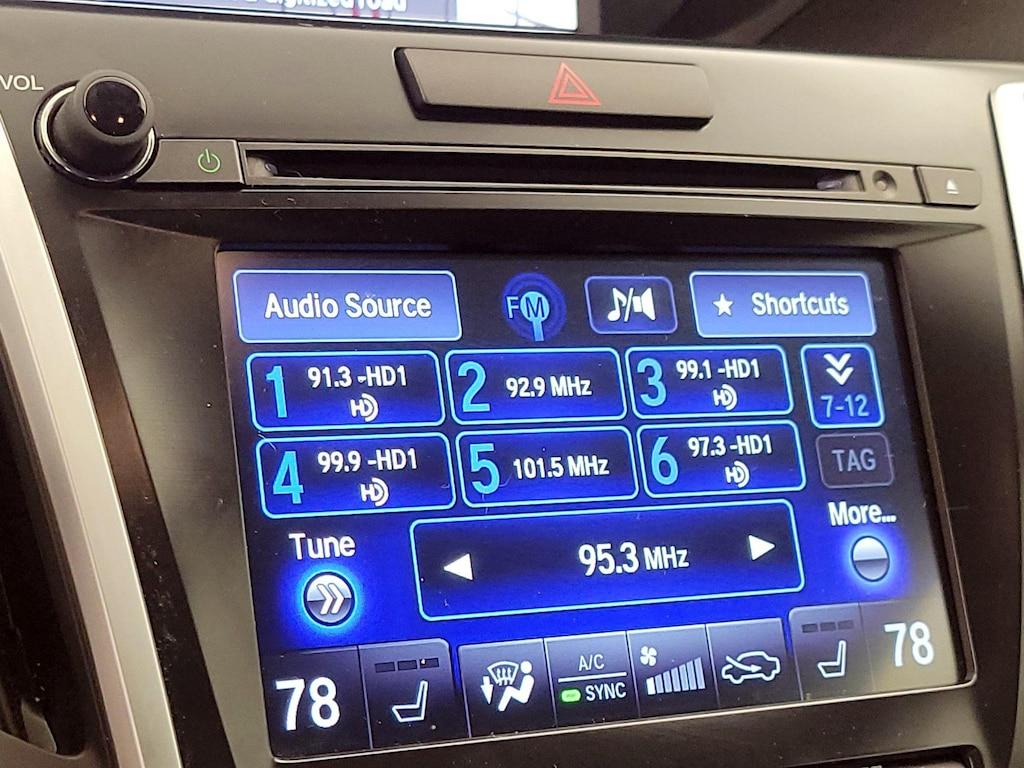 digitized road
VOL
Audio Source
FM
Shortcuts
1 91.3-HD1
HD
2 92.9 MHz
3 99.1-HD1
HD
7-12
4 99.9-HD1
HD
5 101.5 MHz
6 97.3-HD1
HD
TAG
Tune
95.3 MHz
More...
78
A/C
SYNC
78